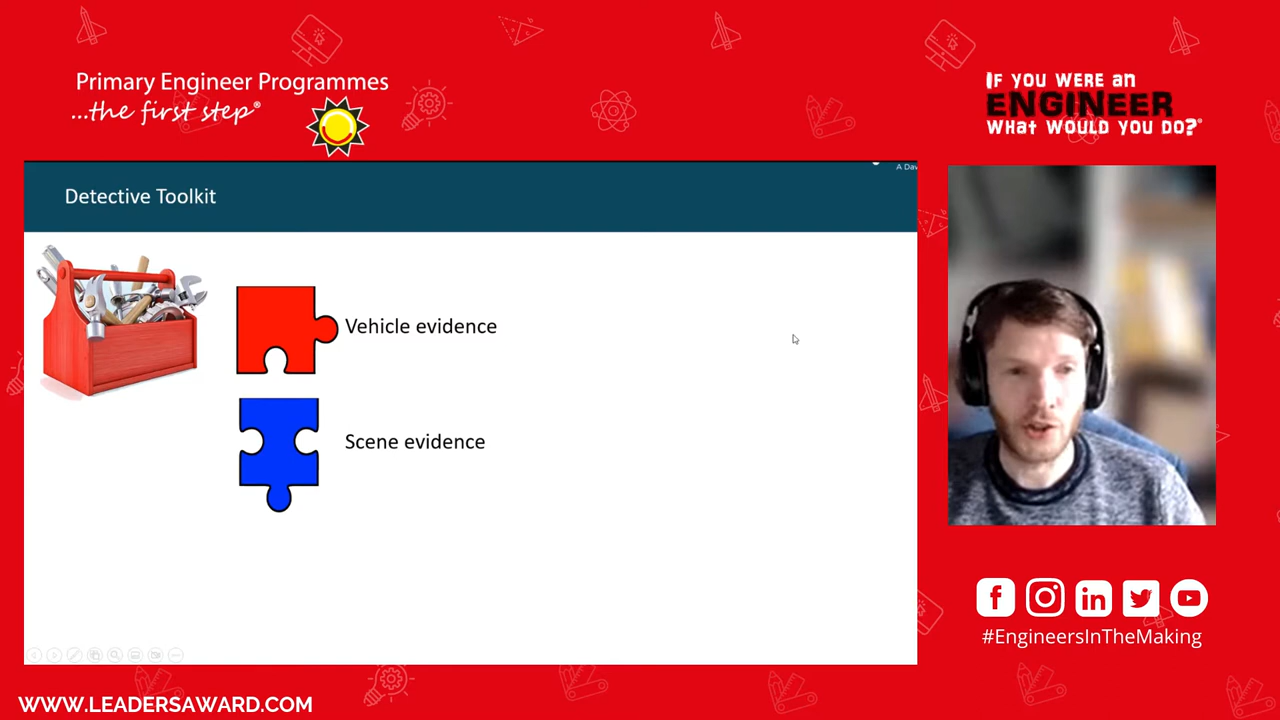 Primary Engineer Programmes
...the first step®
IF YOU WERE an
ENGINEER
WHat WOULD YOU DO?®
A Dav
Detective Toolkit
Vehicle evidence
Scene evidence
#EngineersInTheMaking
WWW.LEADERSAWARD.COM